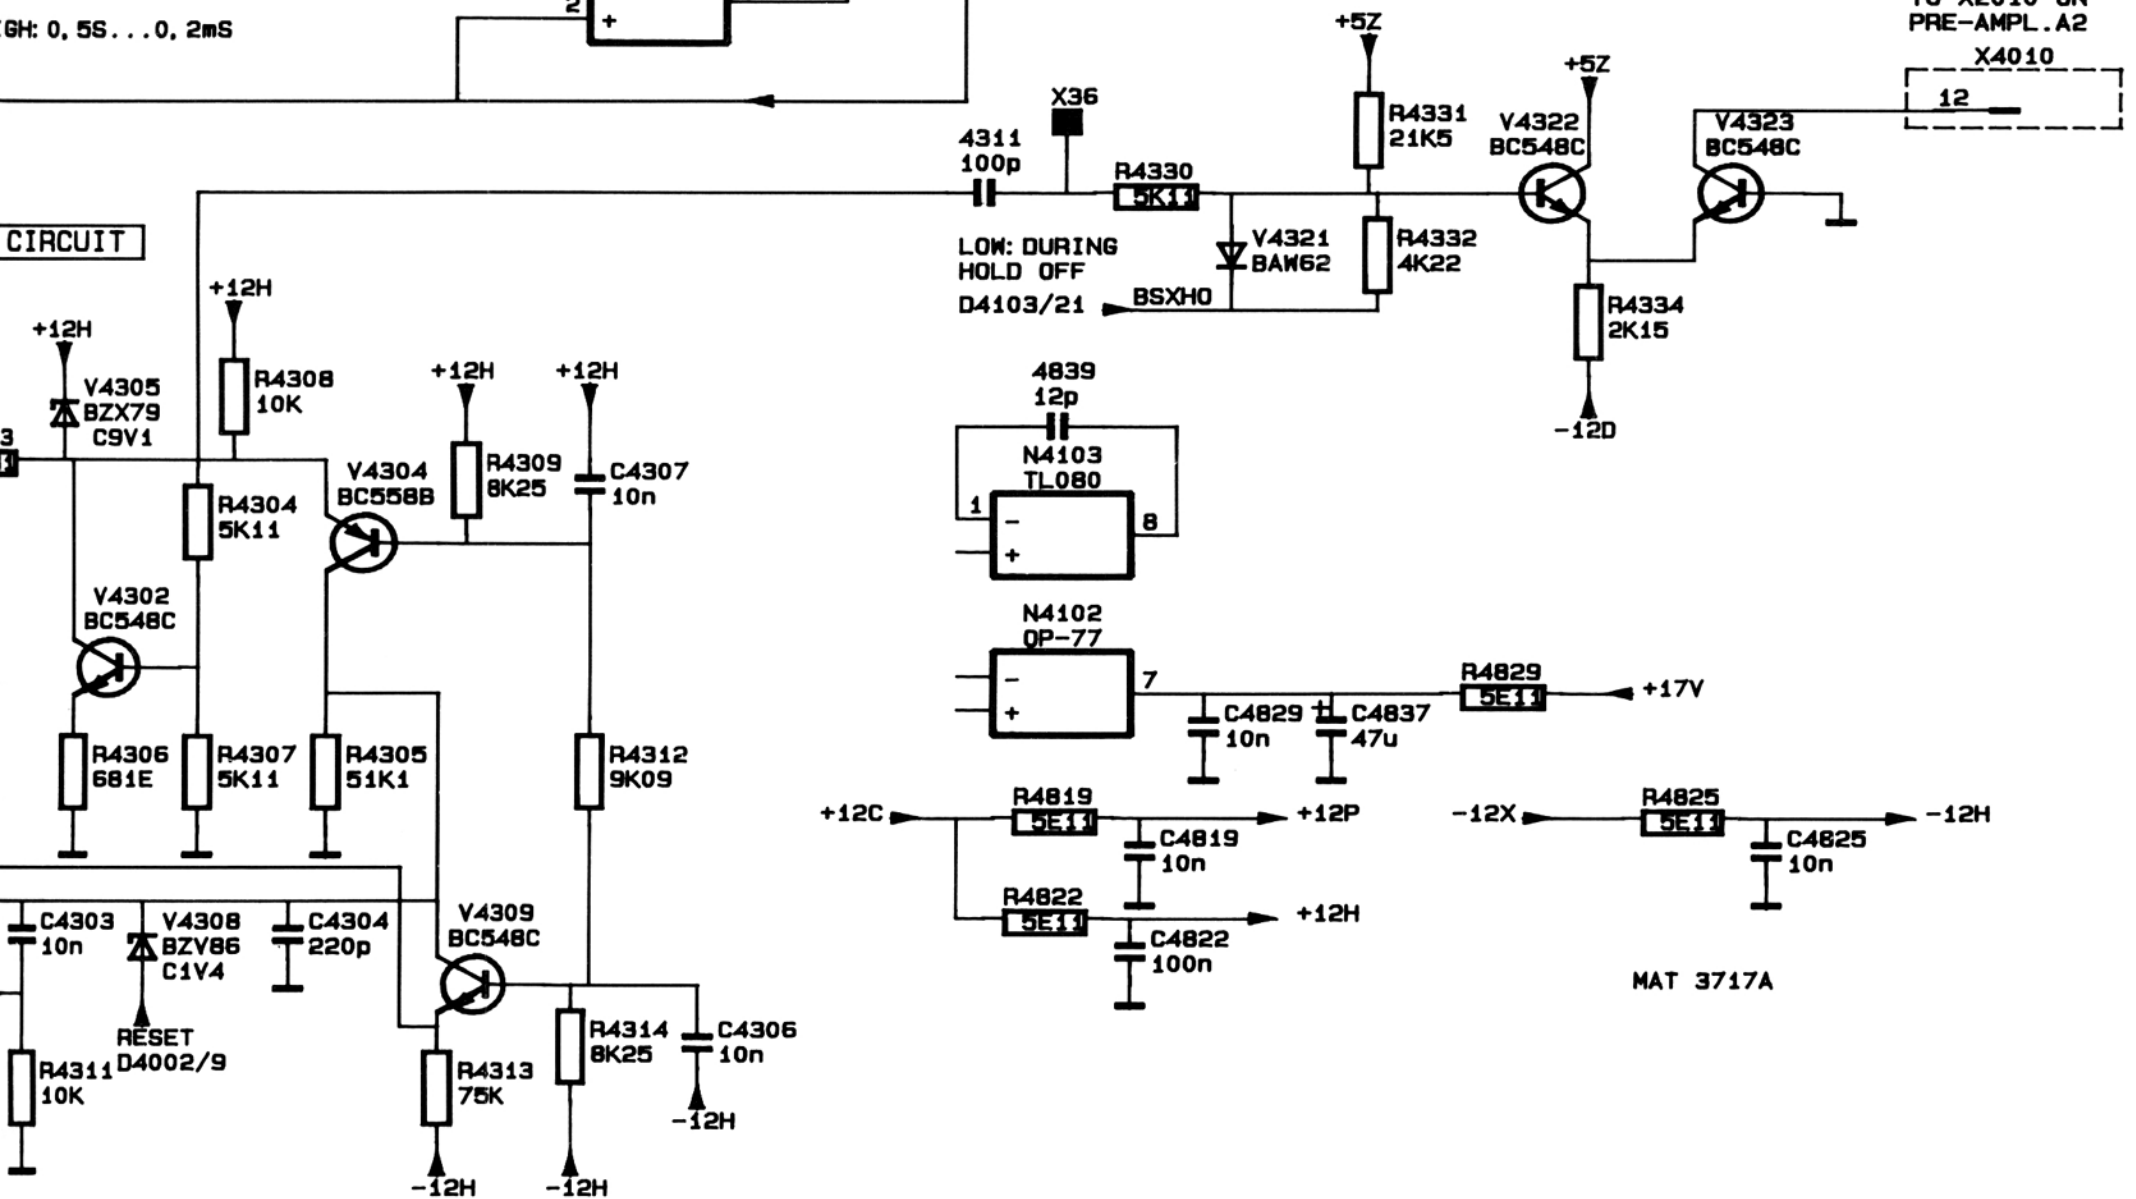 2
+
IGH: 0,5S...0,2mS
+5Z
+5Z
PRE-AMPL.A2
X4010
12
X36
4311
100p
R4330
5K11
R4331
21K5
V4322
BC548C
V4323
BC548C
CIRCUIT
LOW: DURING
HOLD OFF
D4103/21
BSXHO
V4321
BAW62
R4332
4K22
R4334
2K15
-12D
+12H
+12H
V4305
BZX79
C9V1
R4308
10K
3
+12H
+12H
V4304
BC558B
R4309
8K25
C4307
10n
R4304
5K11
4839
12p
N4103
TL080
1
-
+
8
V4302
BC548C
N4102
OP-77
-
+
7
R4829
5E11
+17V
C4829
10n
+
C4837
47u
R4306
681E
R4307
5K11
R4305
51K1
R4312
9K09
+12C
R4819
5E11
+12P
C4819
10n
-12X
R4825
5E11
-12H
C4825
10n
R4822
5E11
+12H
C4822
100n
C4303
10n
V4308
BZV86
C1V4
C4304
220p
V4309
BC548C
MAT 3717A
RESET
D4002/9
R4311
10K
R4313
75K
R4314
8K25
C4306
10n
-12H
-12H
-12H